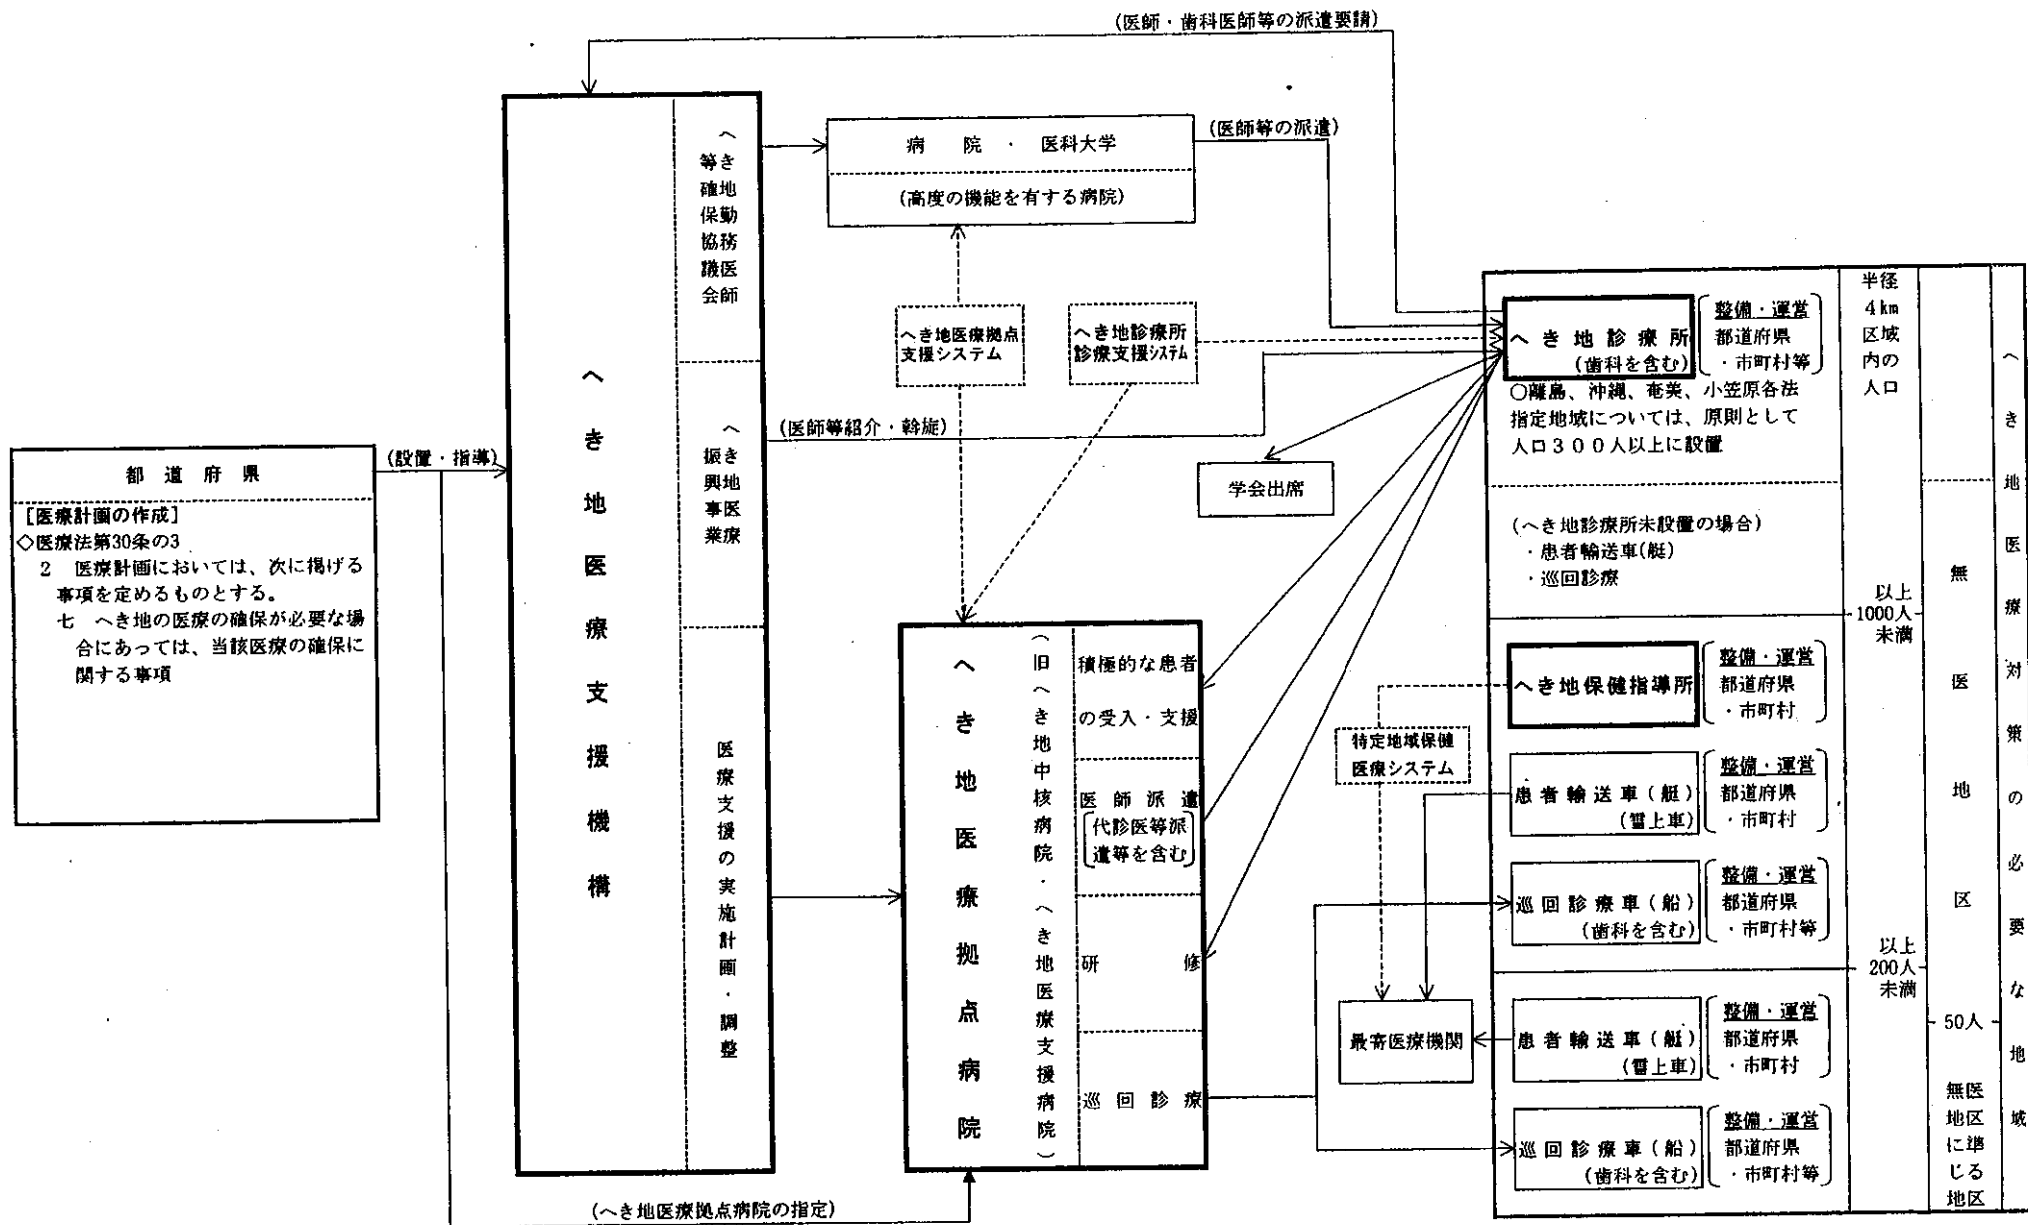 (医師・歯科医師等の派遣要請)
都道府県
[医療計画の作成]
◇医療法第30条の3
2 医療計画においては、次に掲げる
事項を定めるものとする。
七 へき地の医療の確保が必要な場
合にあっては、当該医療の確保に
関する事項
(設置・指導)
へき地医療支援機構
へき地勤務医師
等確保協議会
へき地医療
振興事業
医療支援の実施計画・調整
病院・医科大学
(高度の機能を有する病院)
(医師等の派遣)
へき地医療拠点
支援システム
へき地診療所
診療支援システム
(医師等紹介・斡旋)
学会出席
へき地医療拠点病院
(旧へき地中核病院・へき地医療支援病院)
積極的な患者
の受入・支援
医師派遣
代診医等派
遣等を含む
研修
巡回診療
(へき地医療拠点病院の指定)
特定地域保健
医療システム
最寄医療機関
へき地診療所
(歯科を含む)
整備・運営
都道府県
・市町村等
○離島、沖縄、奄美、小笠原各法
指定地域については、原則として
人口300人以上に設置
(へき地診療所未設置の場合)
・患者輸送車(艇)
・巡回診療
へき地保健指導所
整備・運営
都道府県
・市町村
患者輸送車(艇)
(雪上車)
整備・運営
都道府県
・市町村
巡回診療車(船)
(歯科を含む)
整備・運営
都道府県
・市町村等
患者輸送車(艇)
(雪上車)
整備・運営
都道府県
・市町村
巡回診療車(船)
(歯科を含む)
整備・運営
都道府県
・市町村等
半径
4km
区域
内の
人口
以上
1000人
未満
以上
200人
未満
無医地区
50人
無医
地区
に準
じる
地区
へき地医療対策の必要な地域